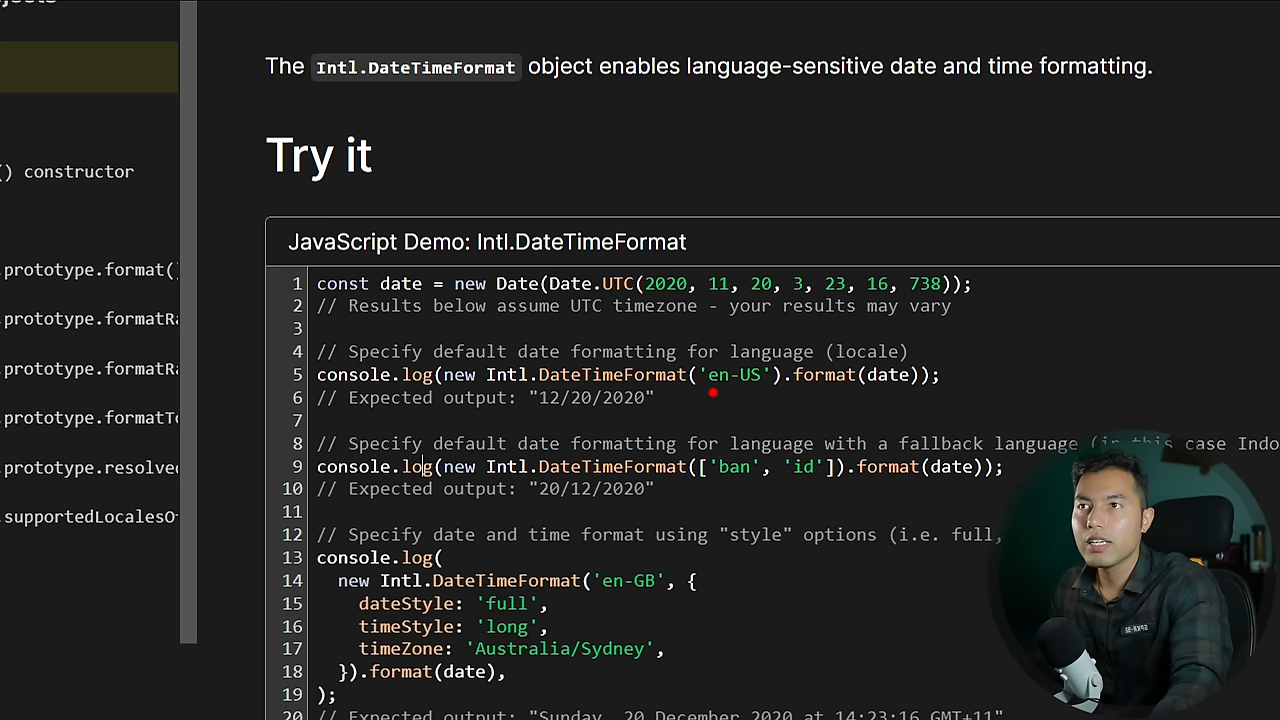 () constructor
.prototype.format()
.prototype.formatRa
.prototype.formatRa
.prototype.formatTo
.prototype.resolved
.supportedLocalesO
The Intl.DateTimeFormat object enables language-sensitive date and time formatting.
Try it
JavaScript Demo: Intl.DateTimeFormat
1 const date = new Date(Date.UTC(2020, 11, 20, 3, 23, 16, 738));
2 // Results below assume UTC timezone - your results may vary
3
4 // Specify default date formatting for language (locale)
5 console.log(new Intl.DateTimeFormat('en-US').format(date));
6 // Expected output: "12/20/2020"
7
8 // Specify default date formatting for language with a fallback language (in this case Indo
9 console.log(new Intl.DateTimeFormat(['ban', 'id']).format(date));
10 // Expected output: "20/12/2020"
11
12 // Specify date and time format using "style" options (i.e. full,
13 console.log(
14 new Intl.DateTimeFormat('en-GB', {
15 dateStyle: 'full',
16 timeStyle: 'long',
17 timeZone: 'Australia/Sydney',
18 }).format(date),
19 );
20 // Expected output: "Sunday, 20 December 2020 at 14:23:16 GMT+11"